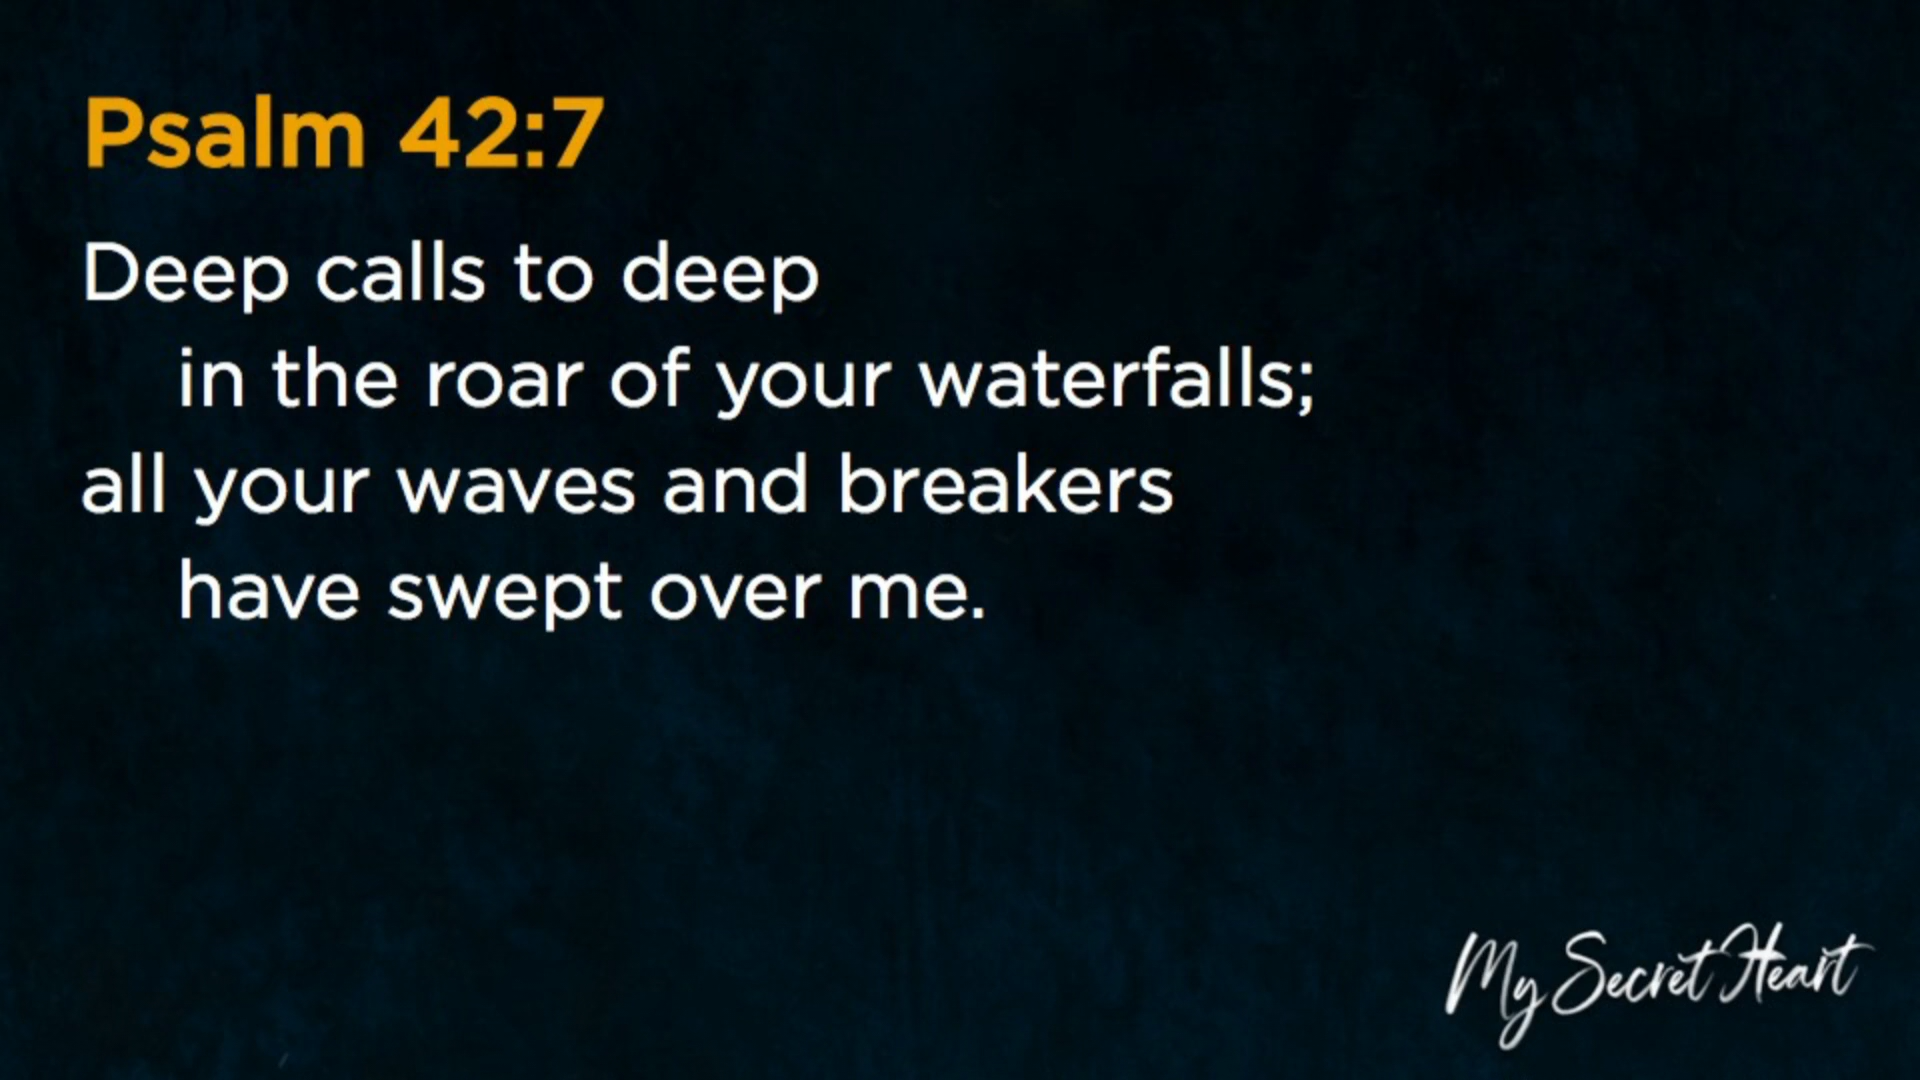 Psalm 42:7
Deep calls to deep
in the roar of your waterfalls;
all your waves and breakers
have swept over me.
My Secret Heart